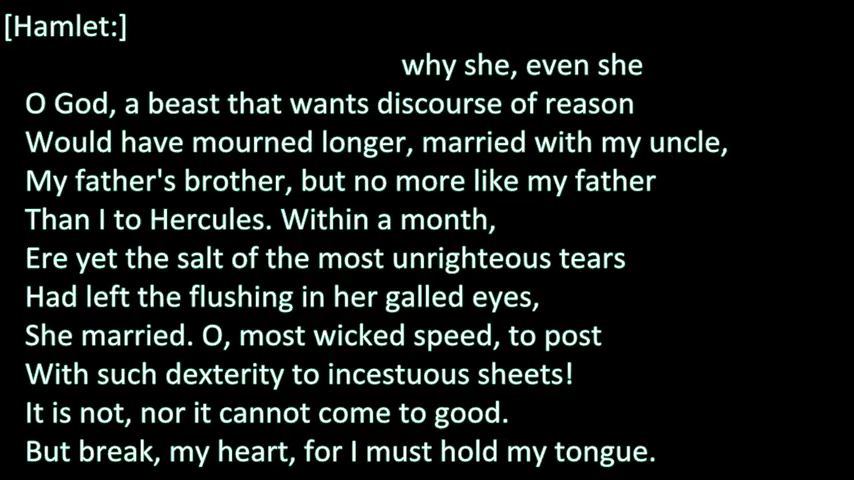 [Hamlet:]
why she, even she
O God, a beast that wants discourse of reason
Would have mourned longer, married with my uncle,
My father's brother, but no more like my father
Than I to Hercules. Within a month,
Ere yet the salt of the most unrighteous tears
Had left the flushing in her galled eyes,
She married. O, most wicked speed, to post
With such dexterity to incestuous sheets!
It is not, nor it cannot come to good.
But break, my heart, for I must hold my tongue.